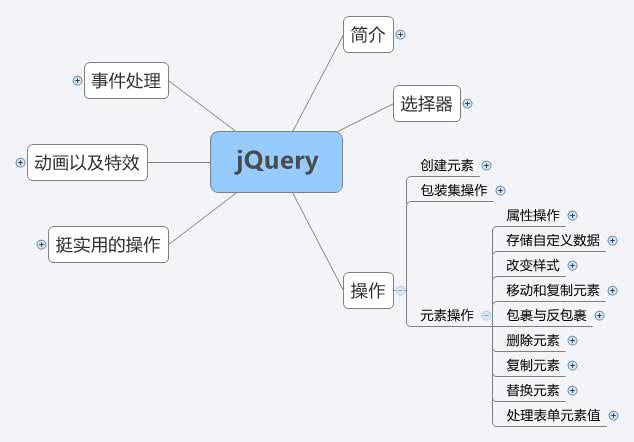 简介
事件处理
选择器
动画以及特效
jQuery
创建元素
包装集操作
属性操作
挺实用的操作
存储自定义数据
改变样式
操作
移动和复制元素
元素操作
包裹与反包裹
删除元素
复制元素
替换元素
处理表单元素值